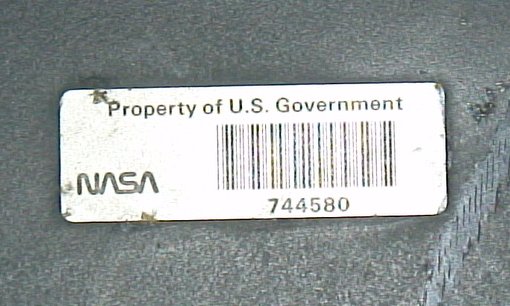 Property of U.S. Government
NASA
744580